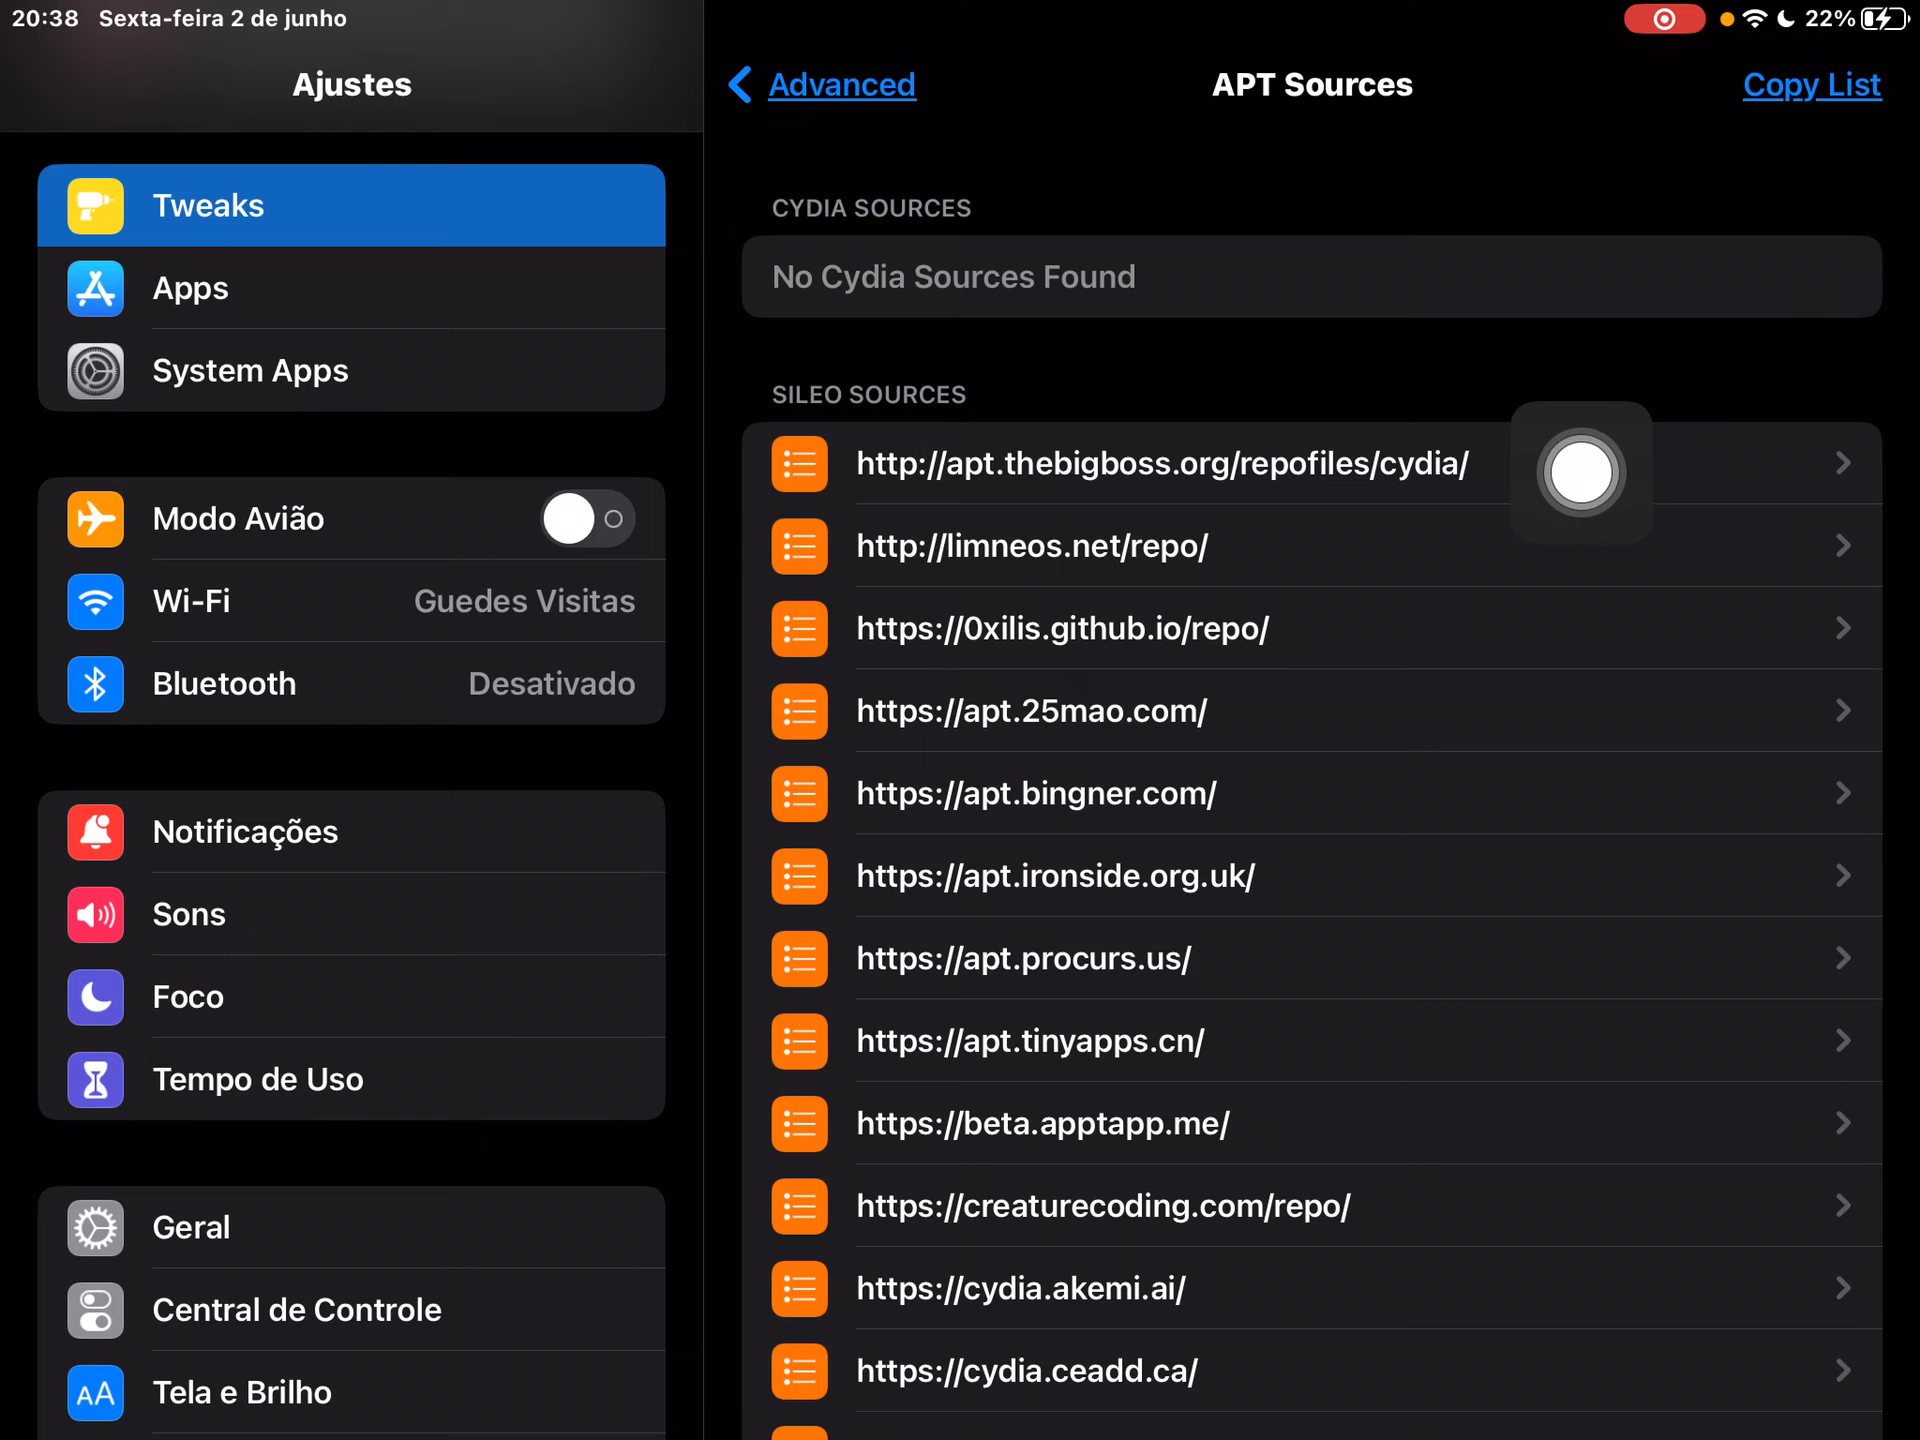 20:38 Sexta-feira 2 de junho
22%
Ajustes
Tweaks
Apps
System Apps
Modo Avião
Wi-Fi Guedes Visitas
Bluetooth Desativado
Notificações
Sons
Foco
Tempo de Uso
Geral
Central de Controle
AA Tela e Brilho
Advanced
APT Sources
Copy List
CYDIA SOURCES
No Cydia Sources Found
SILEO SOURCES
http://apt.thebigboss.org/repofiles/cydia/
http://limneos.net/repo/
https://0xilis.github.io/repo/
https://apt.25mao.com/
https://apt.bingner.com/
https://apt.ironside.org.uk/
https://apt.procurs.us/
https://apt.tinyapps.cn/
https://beta.apptapp.me/
https://creaturecoding.com/repo/
https://cydia.akemi.ai/
https://cydia.ceadd.ca/